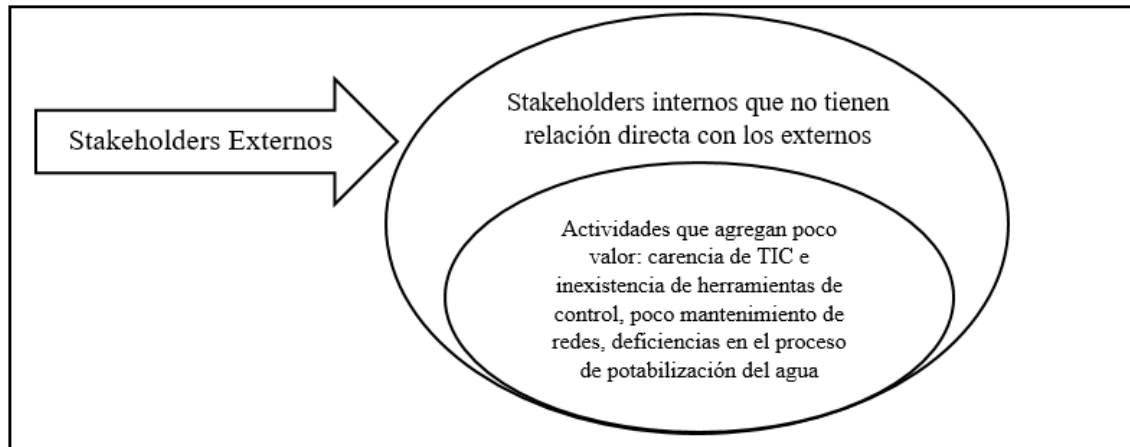 Stakeholders Externos
Stakeholders internos que no tienen
relación directa con los externos
Actividades que agregan poco
valor: carencia de TIC e
inexistencia de herramientas de
control, poco mantenimiento de
redes, deficiencias en el proceso
de potabilización del agua